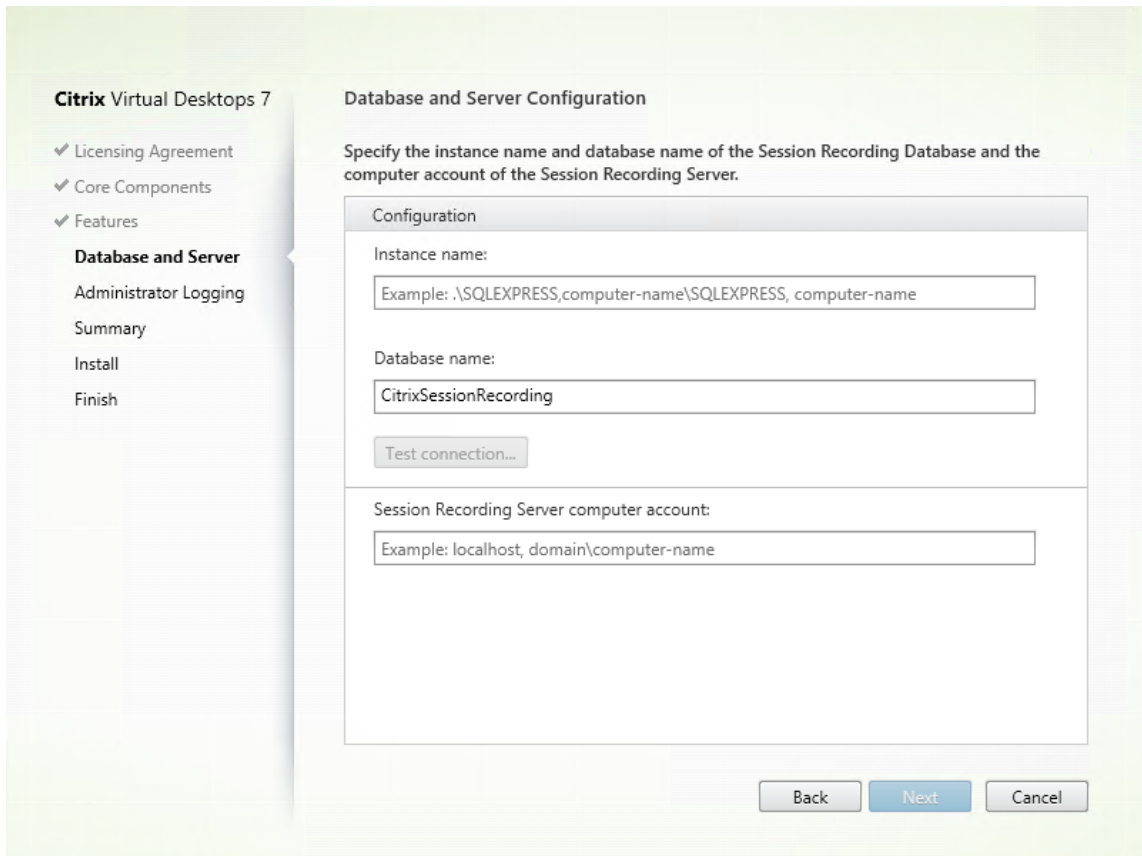 Citrix Virtual Desktops 7
Licensing Agreement
Core Components
Features
Database and Server
Administrator Logging
Summary
Install
Finish
Database and Server Configuration
Specify the instance name and database name of the Session Recording Database and the
computer account of the Session Recording Server.
Configuration
Instance name:
Example: .\SQLEXPRESS,computer-name\SQLEXPRESS, computer-name
Database name:
CitrixSessionRecording
Test connection...
Session Recording Server computer account:
Example: localhost, domain\computer-name
Back
Next
Cancel